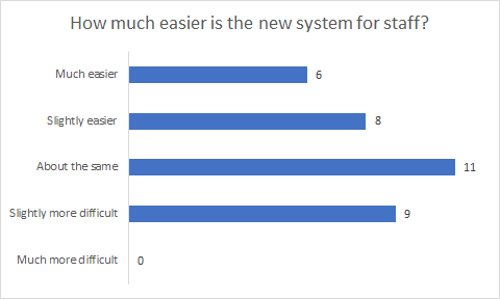 How much easier is the new system for staff?
Much easier 6
Slightly easier 8
About the same 11
Slightly more difficult 9
Much more difficult 0